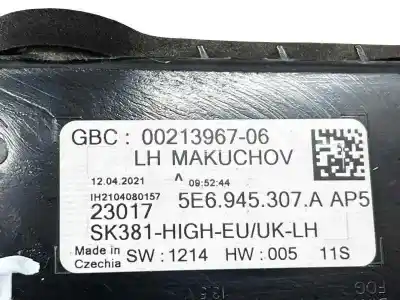 GBC : 00213967-06
LH MAKUCHOV
12.04.2021 ^ 09:52:44
IH2104080157
23017 5E6.945.307.A AP5
SK381-HIGH-EU/UK-LH
Made in
Czechia SW : 1214 HW : 005 11S